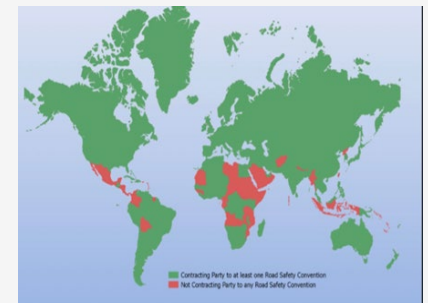 Contracting Party to at least one Road Safety Convention
Not Contracting Party to any Road Safety Convention